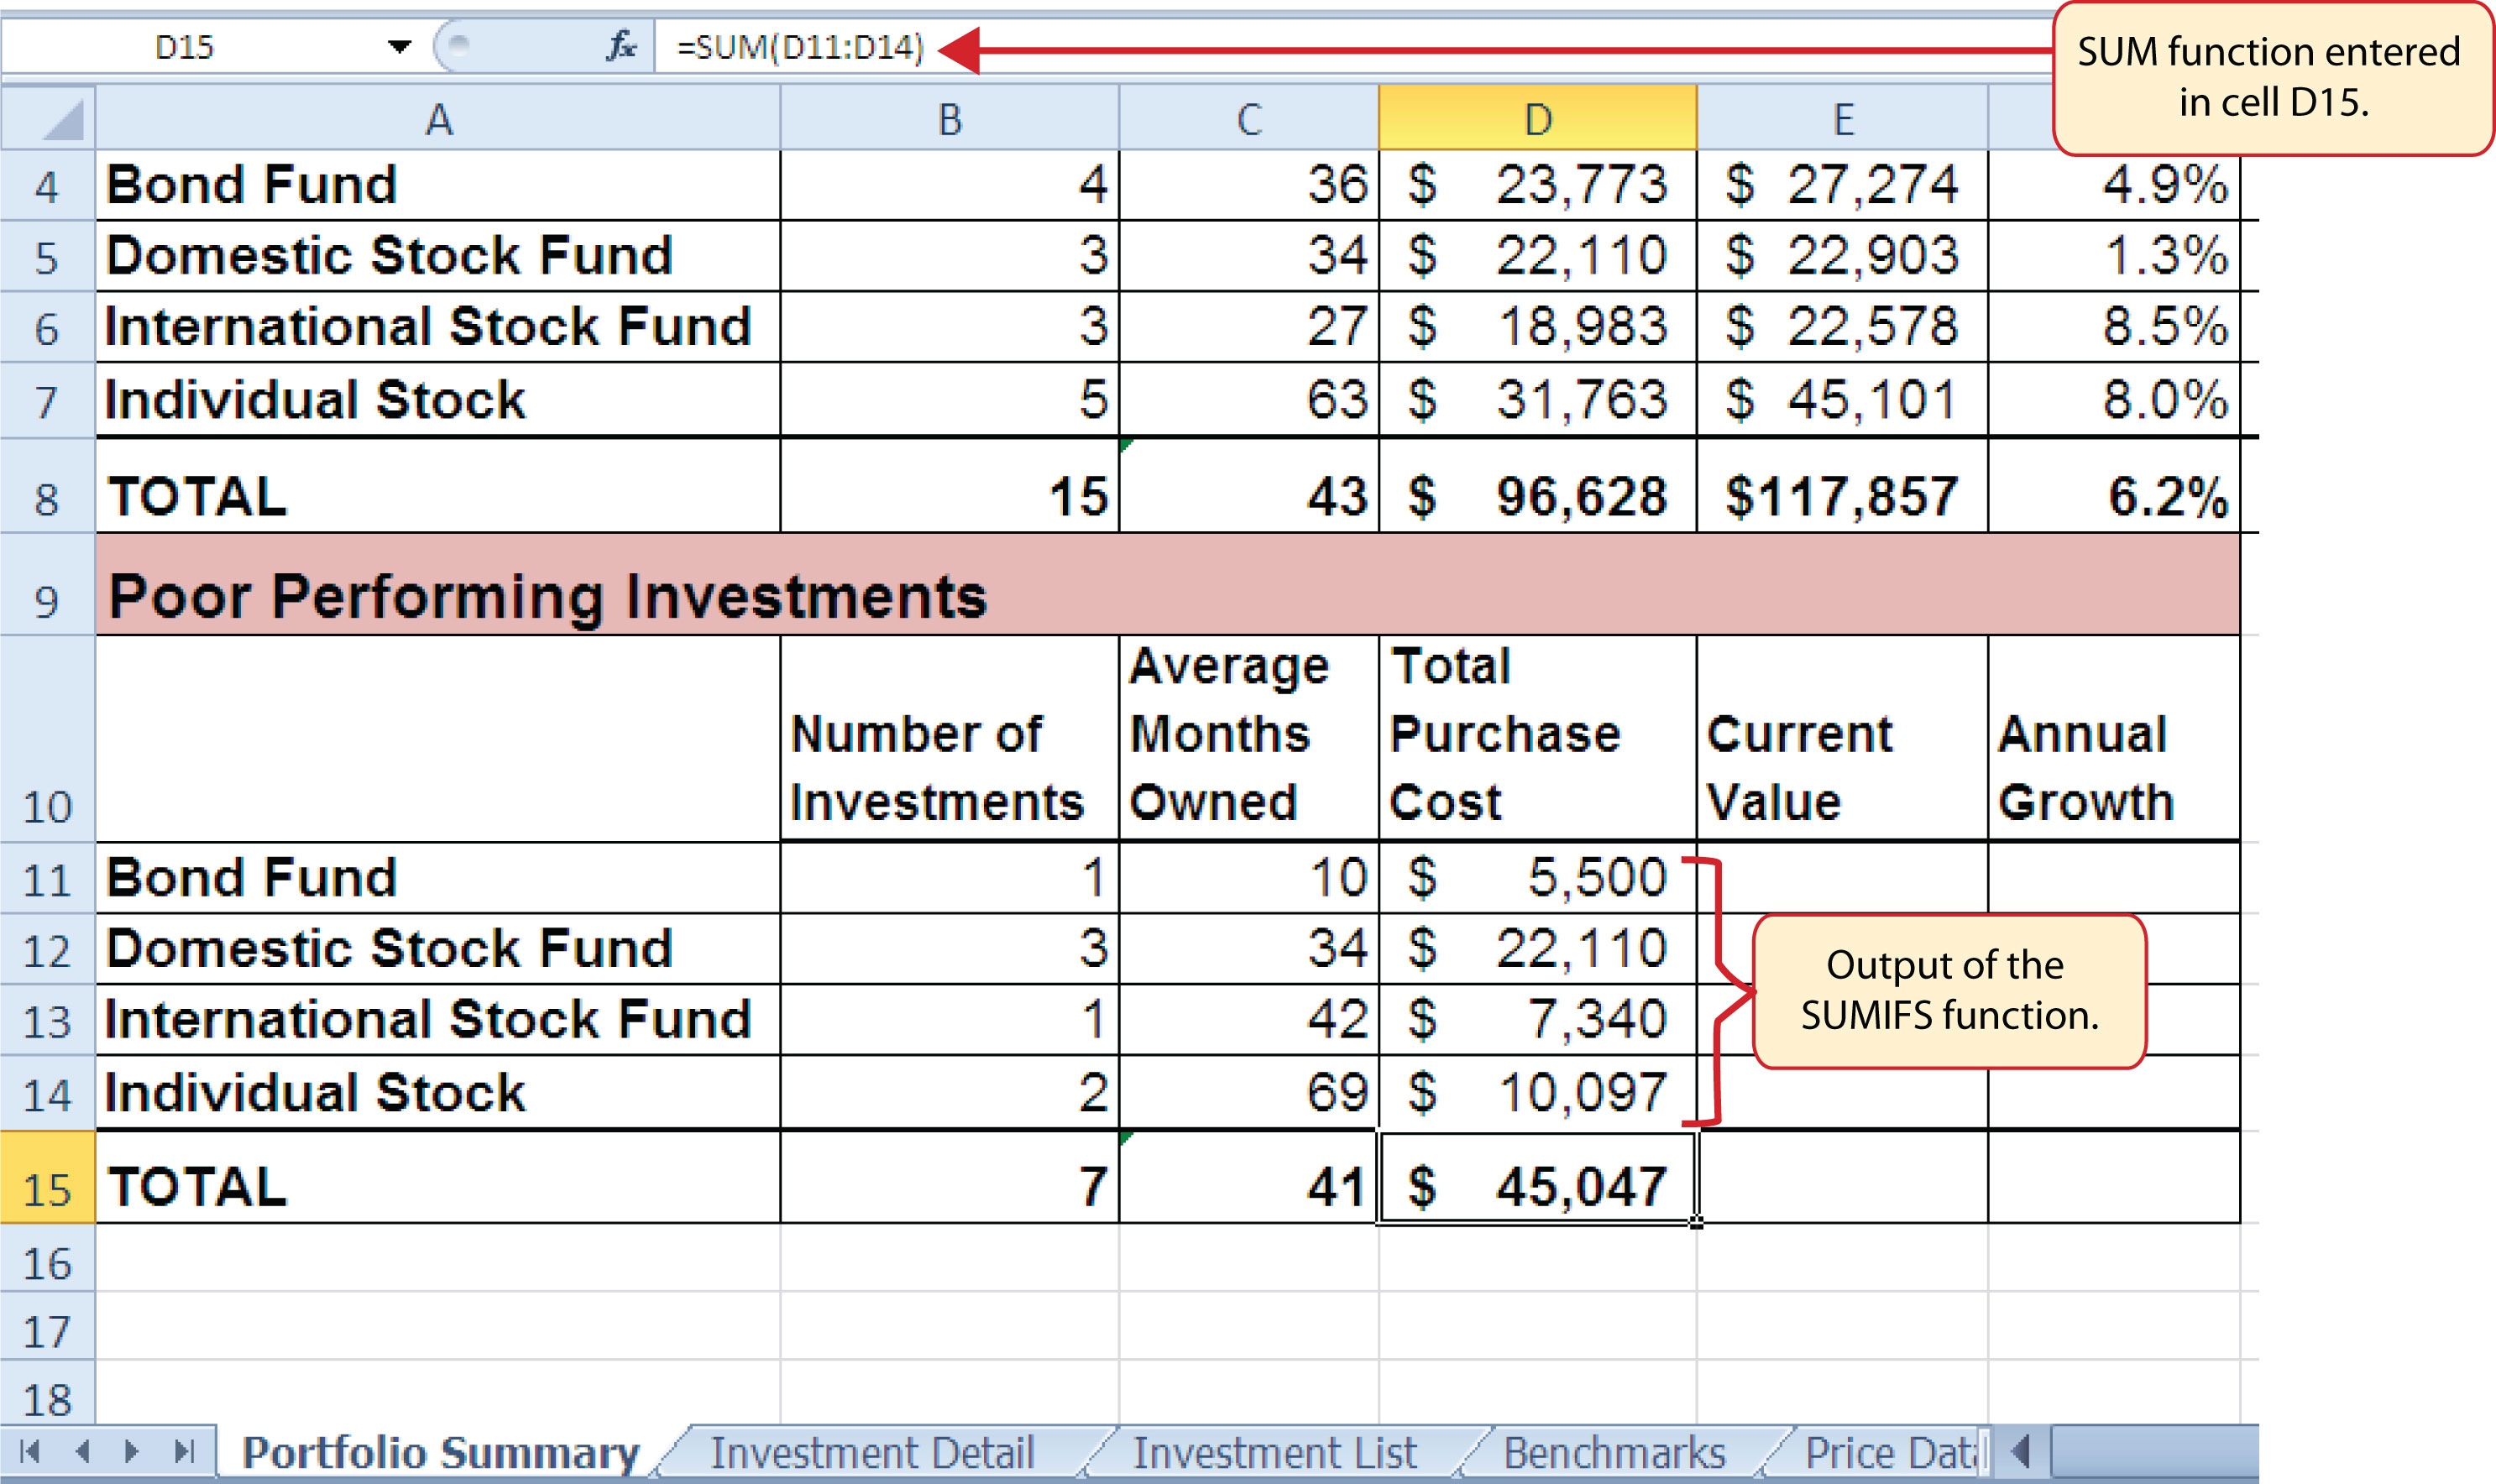 D15 fx =SUM(D11:D14)
SUM function entered
in cell D15.
A B C D E
4 Bond Fund 4 36 $ 23,773 $ 27,274 4.9%
5 Domestic Stock Fund 3 34 $ 22,110 $ 22,903 1.3%
6 International Stock Fund 3 27 $ 18,983 $ 22,578 8.5%
7 Individual Stock 5 63 $ 31,763 $ 45,101 8.0%
8 TOTAL 15 43 $ 96,628 $117,857 6.2%
9 Poor Performing Investments
Average Total
Number of Months Purchase Current Annual
10 Investments Owned Cost Value Growth
11 Bond Fund 1 10 $ 5,500
12 Domestic Stock Fund 3 34 $ 22,110
13 International Stock Fund 1 42 $ 7,340
14 Individual Stock 2 69 $ 10,097
Output of the
SUMIFS function.
15 TOTAL 7 41 $ 45,047
16
17
18
Portfolio Summary Investment Detail Investment List Benchmarks Price Data